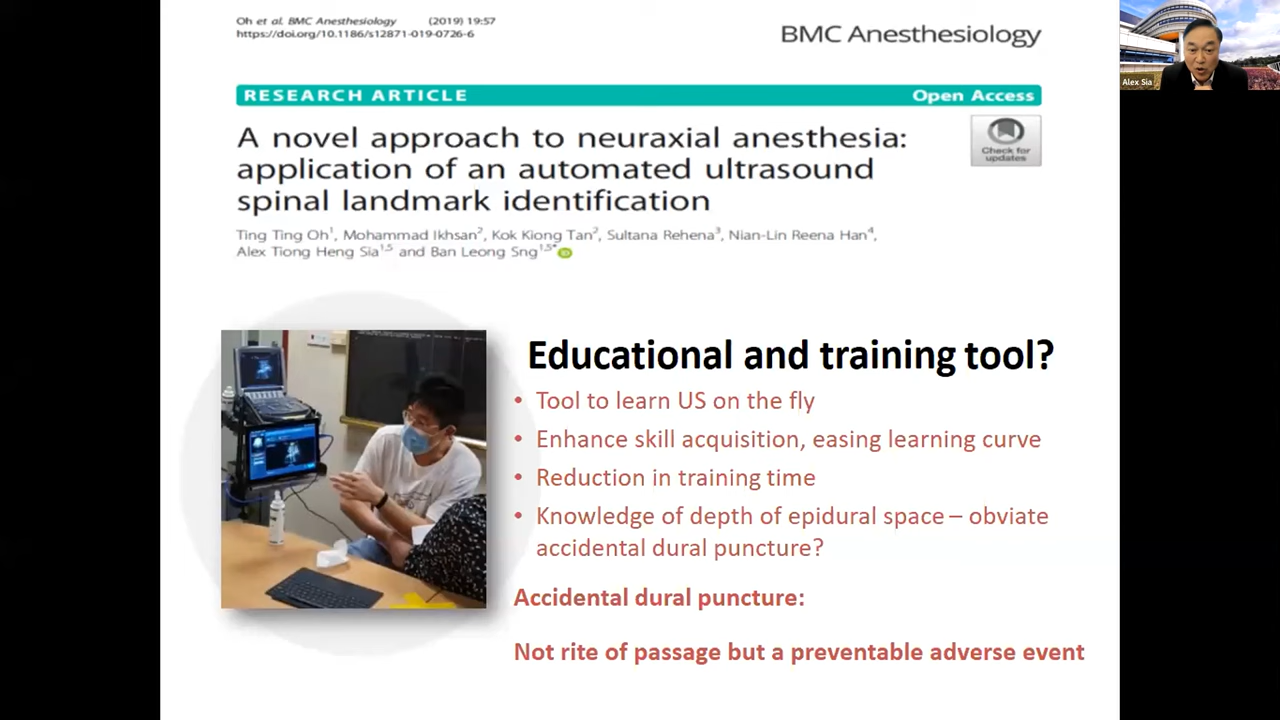 Oh et al. BMC Anesthesiology (2019) 19:57
https://doi.org/10.1186/s12871-019-0726-6
BMC Anesthesiology
RESEARCH ARTICLE
Open Access
A novel approach to neuraxial anesthesia:
application of an automated ultrasound
spinal landmark identification
Check for
updates
Ting Ting Oh¹, Mohammad Ikhsan², Kok Kiong Tan², Sultana Rehena³, Nian-Lin Reena Han⁴,
Alex Tiong Heng Sia¹,⁵ and Ban Leong Sng¹,⁵* iD
Educational and training tool?
• Tool to learn US on the fly
• Enhance skill acquisition, easing learning curve
• Reduction in training time
• Knowledge of depth of epidural space – obviate
accidental dural puncture?
Accidental dural puncture:
Not rite of passage but a preventable adverse event
Alex Sia